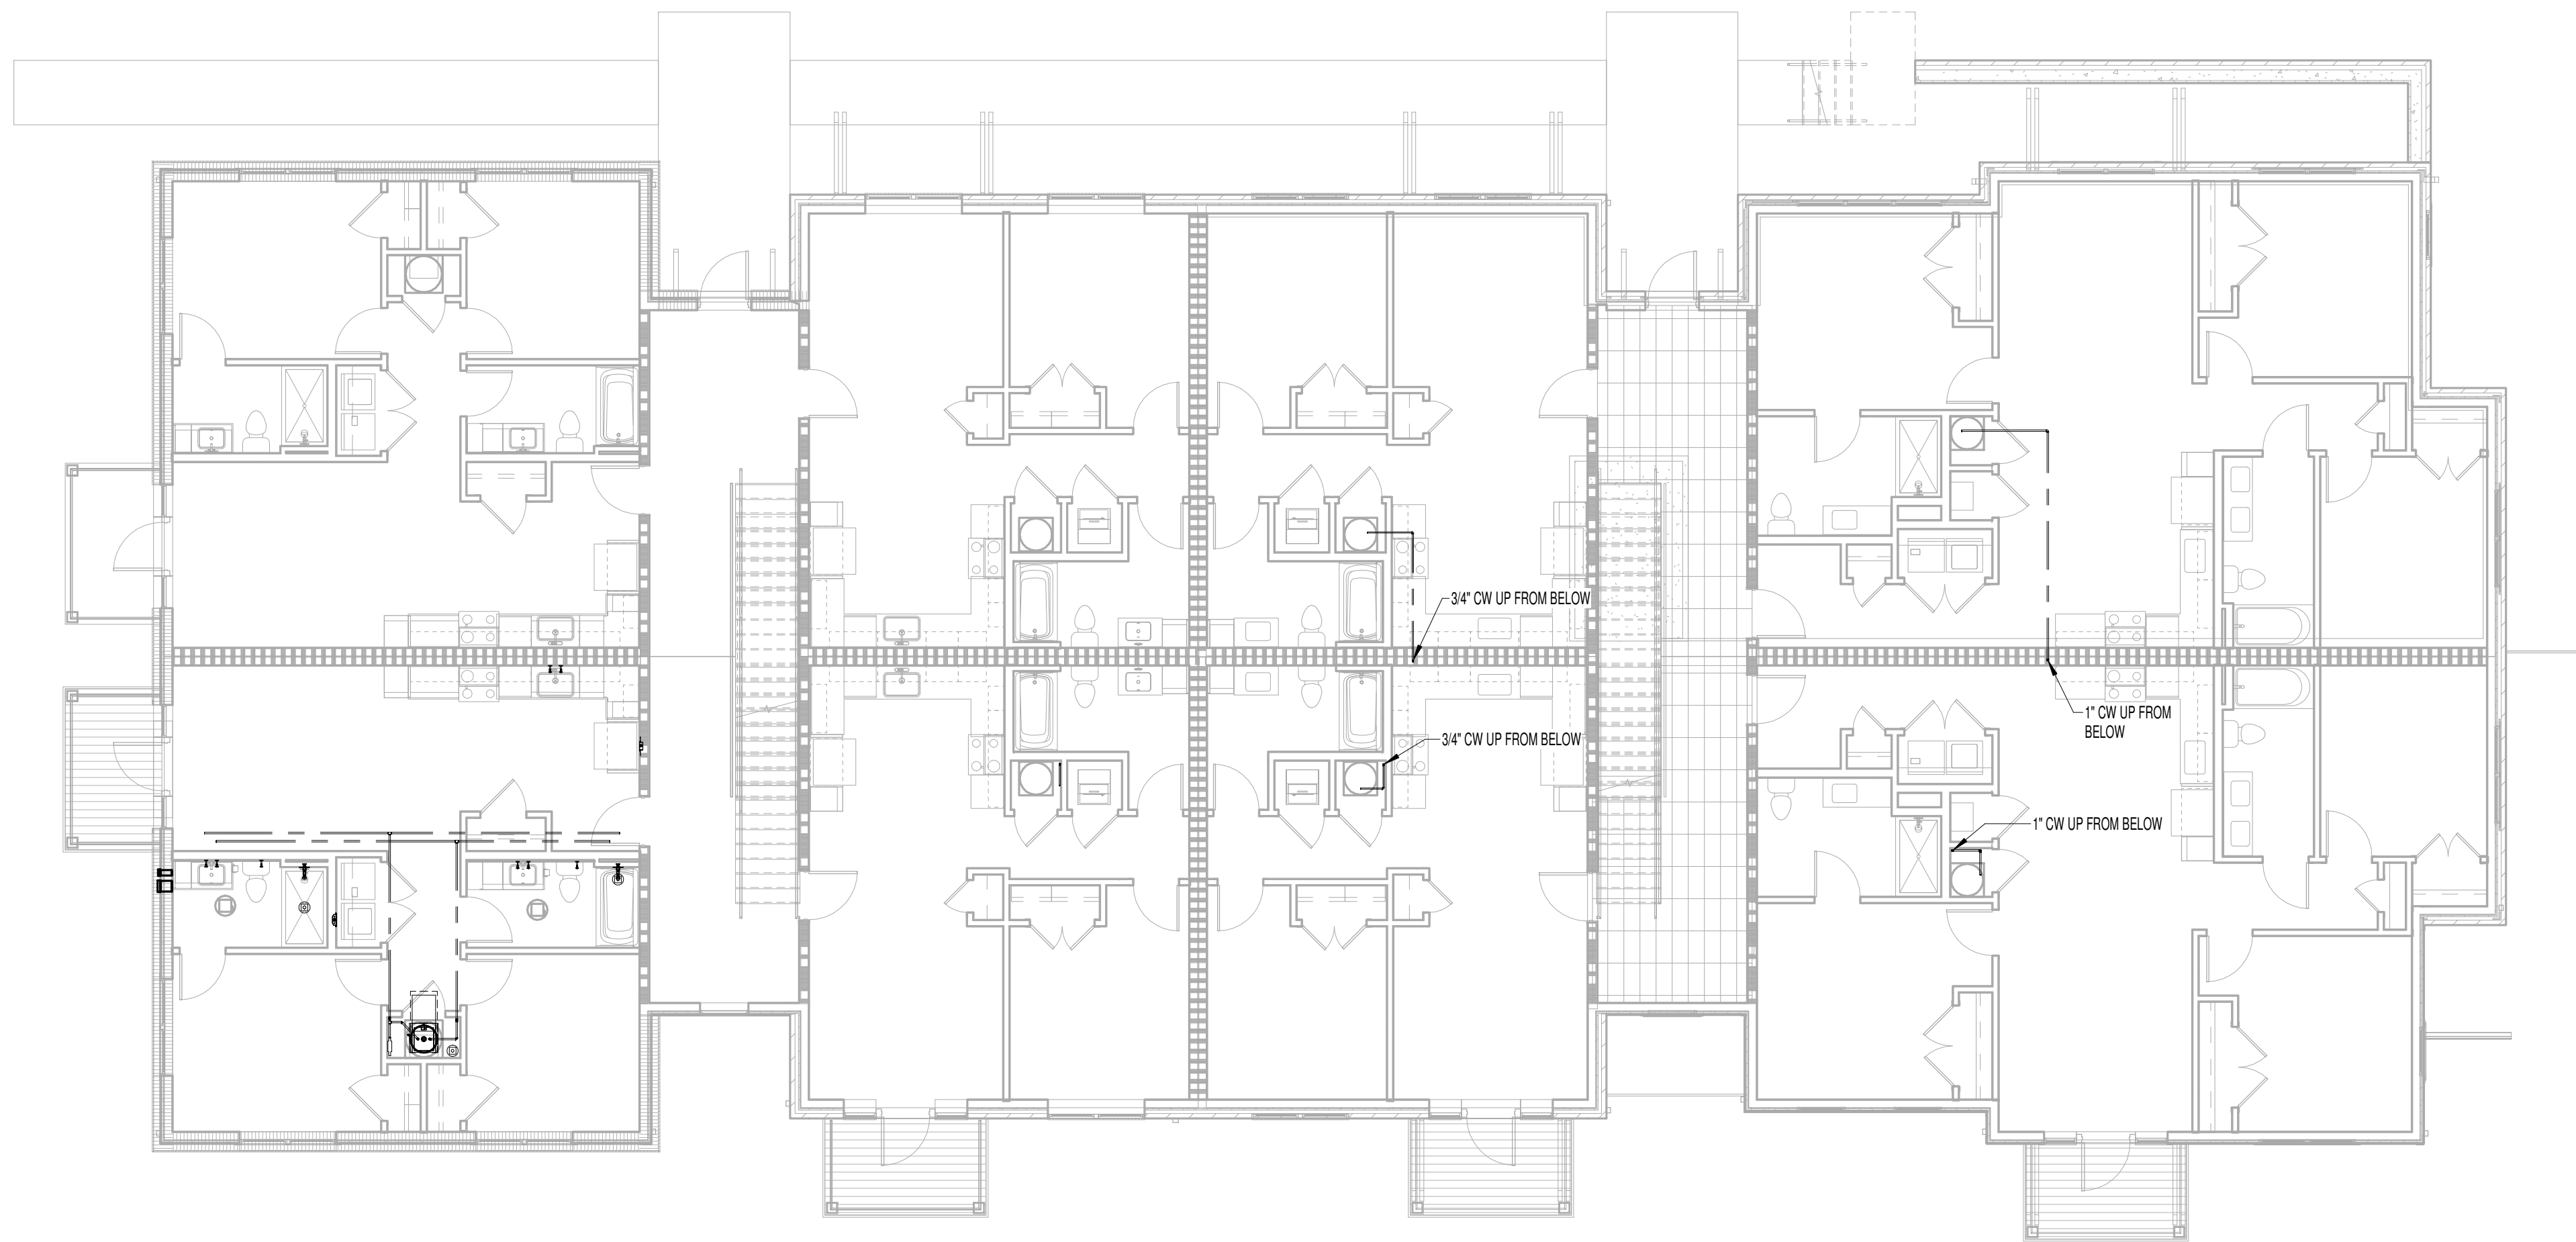 3/4" CW UP FROM BELOW
1" CW UP FROM
BELOW
3/4" CW UP FROM BELOW
1" CW UP FROM BELOW